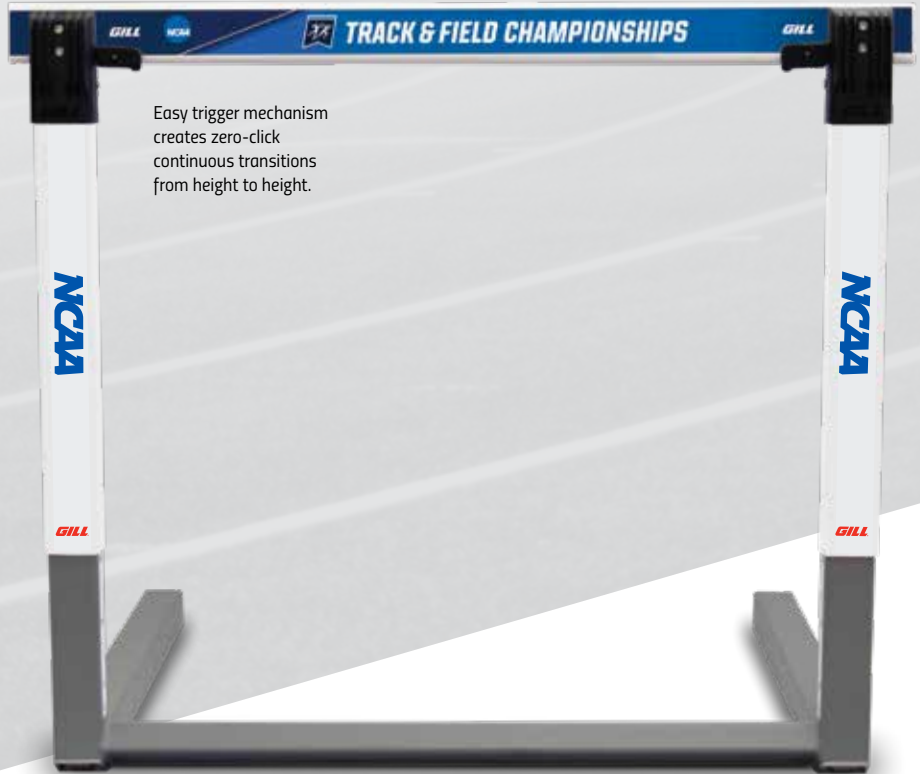 GILL NCAA TRACK & FIELD CHAMPIONSHIPS GILL
Easy trigger mechanism
creates zero-click
continuous transitions
from height to height.
NCAA
NCAA
GILL
GILL